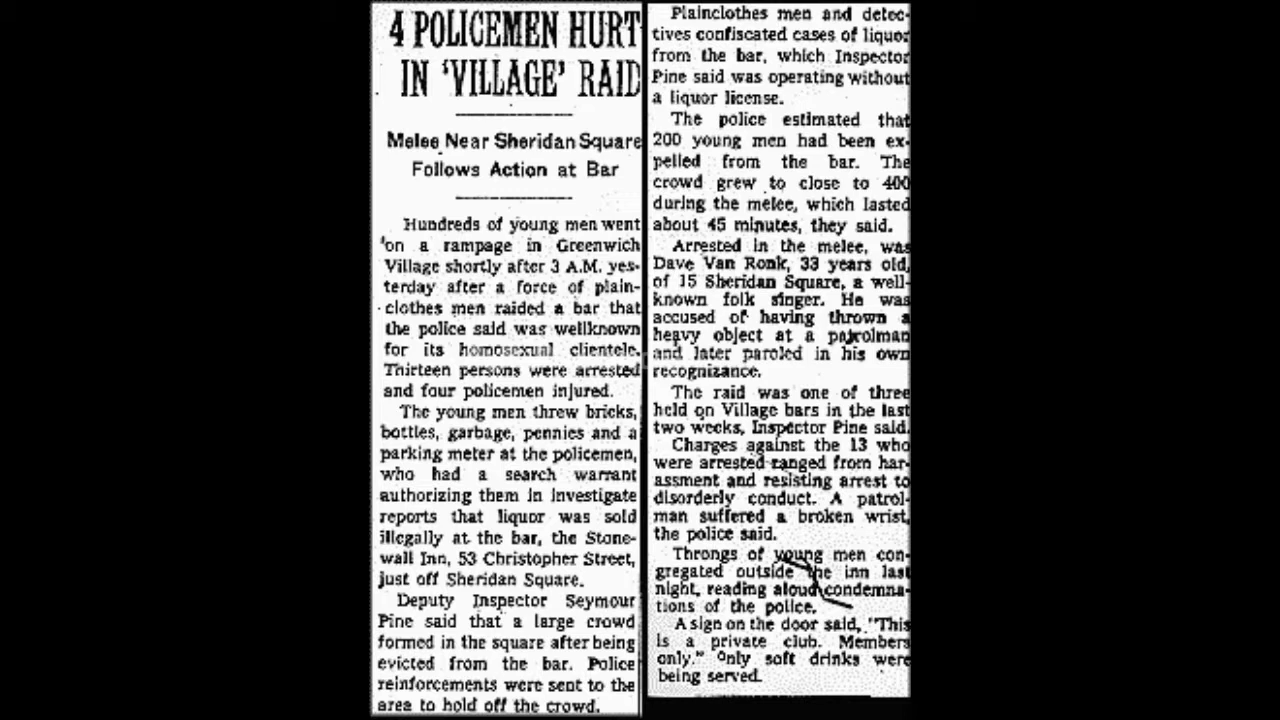 4 POLICEMEN HURT
IN 'VILLAGE' RAID
Melee Near Sheridan Square
Follows Action at Bar
Hundreds of young men went
on a rampage in Greenwich
Village shortly after 3 A.M. yes-
terday after a force of plain-
clothes men raided a bar that
the police said was wellknown
for its homosexual clientele.
Thirteen persons were arrested
and four policemen injured.
The young men threw bricks,
bottles, garbage, pennies and a
parking meter at the policemen,
who had a search warrant
authorizing them in investigate
reports that liquor was sold
illegally at the bar, the Stone-
wall Inn, 53 Christopher Street,
just off Sheridan Square.
Deputy Inspector Seymour
Pine said that a large crowd
formed in the square after being
evicted from the bar. Police
reinforcements were sent to the
area to hold off the crowd.
Plainclothes men and detec-
tives confiscated cases of liquor
from the bar, which Inspector
Pine said was operating without
a liquor license.
The police estimated that
200 young men had been ex-
pelled from the bar. The
crowd grew to close to 400
during the melee, which lasted
about 45 minutes, they said.
Arrested in the melee, was
Dave Van Ronk, 33 years old,
of 15 Sheridan Square, a well-
known folk singer. He was
accused of having thrown a
heavy object at a patrolman
and later paroled in his own
recognizance.
The raid was one of three
held on Village bars in the last
two weeks, Inspector Pine said.
Charges against the 13 who
were arrested ranged from har-
assment and resisting arrest to
disorderly conduct. A patrol-
man suffered a broken wrist,
the police said.
Throngs of young men con-
gregated outside the inn last
night, reading aloud condemna-
tions of the police.
A sign on the door said, "This
is a private club. Members
only." Only soft drinks were
being served.